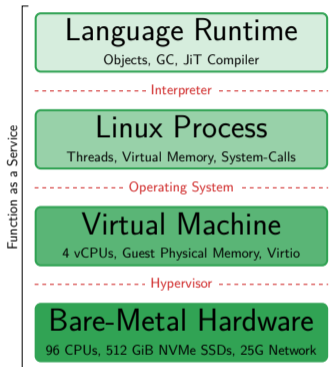 Language Runtime
Objects, GC, JiT Compiler
Interpreter
Linux Process
Threads, Virtual Memory, System-Calls
Operating System
Virtual Machine
4 vCPUs, Guest Physical Memory, Virtio
Hypervisor
Bare-Metal Hardware
96 CPUs, 512 GiB NVMe SSDs, 25G Network
Function as a Service